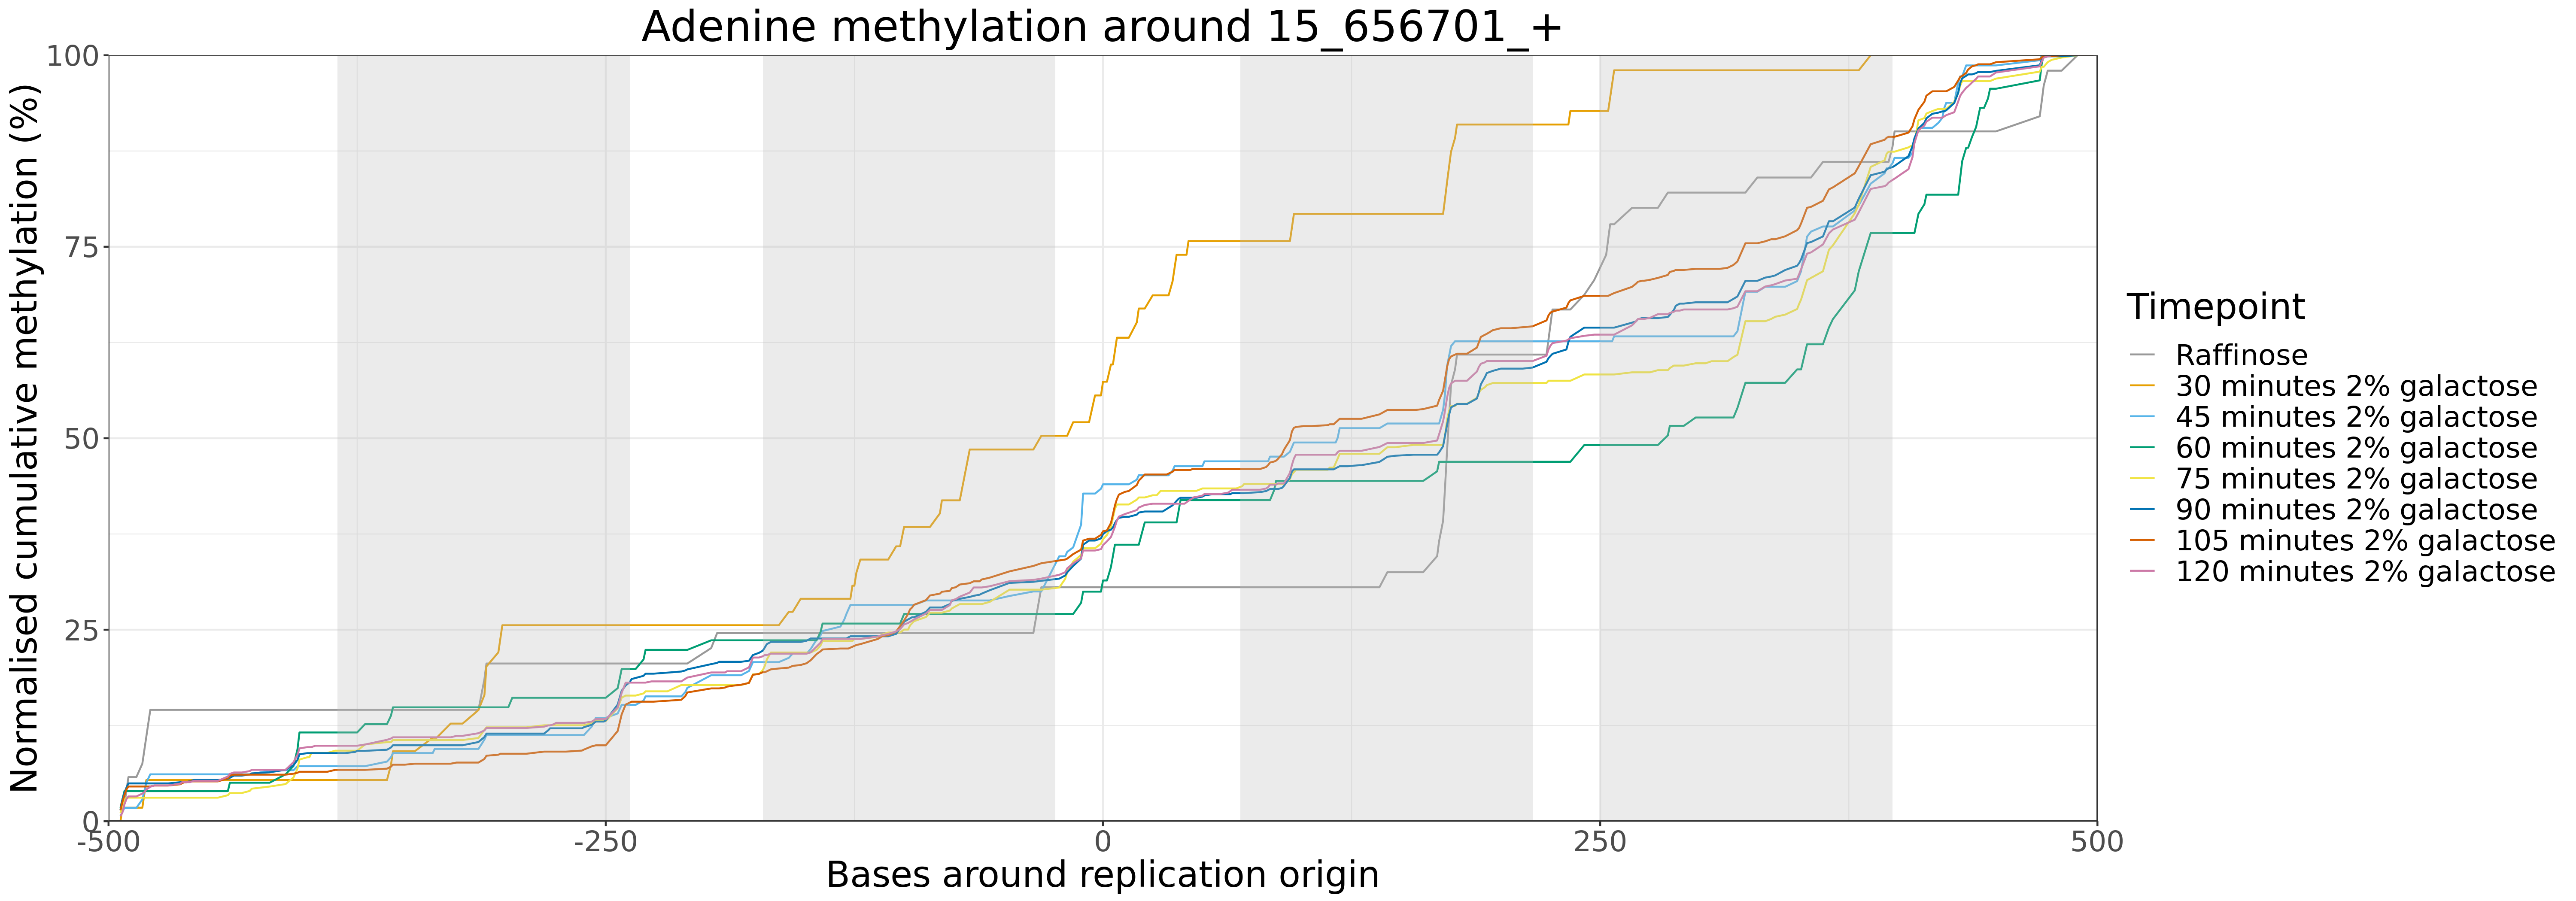 Adenine methylation around 15_656701_+
Normalised cumulative methylation (%)
100
75
50
25
0
-500
-250
0
250
500
Bases around replication origin
Timepoint
Raffinose
30 minutes 2% galactose
45 minutes 2% galactose
60 minutes 2% galactose
75 minutes 2% galactose
90 minutes 2% galactose
105 minutes 2% galactose
120 minutes 2% galactose